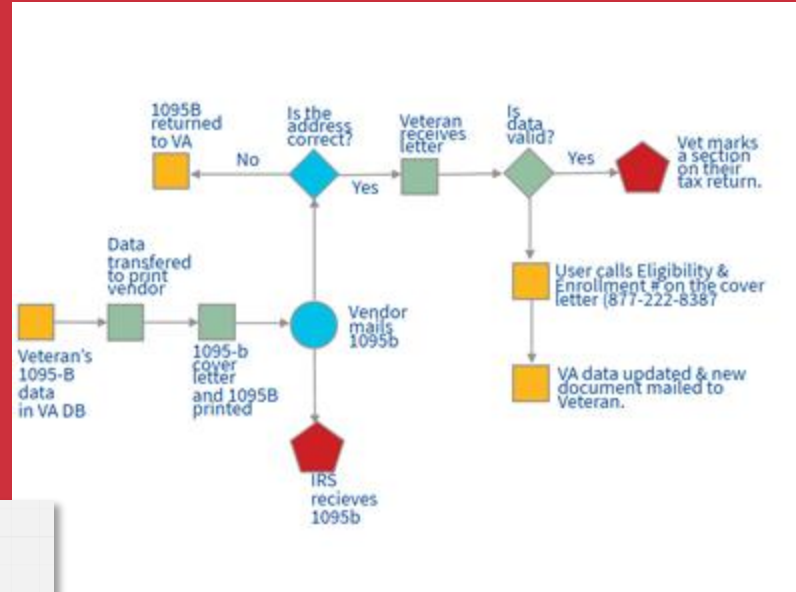 1095B
returned
to VA
No
Is the
address
correct?
Yes
Veteran
receives
letter
Is
data
valid?
Yes
Vet marks
a section
on their
tax return.
Data
transfered
to print
vendor
User calls Eligibility &
Enrollment # on the cover
letter (877-222-8387
Vendor
mails
1095b
Veteran's
1095-B
data
in VA DB
1095-b
cover
letter
and 1095B
printed
VA data updated & new
document mailed to
Veteran.
IRS
recieves
1095b